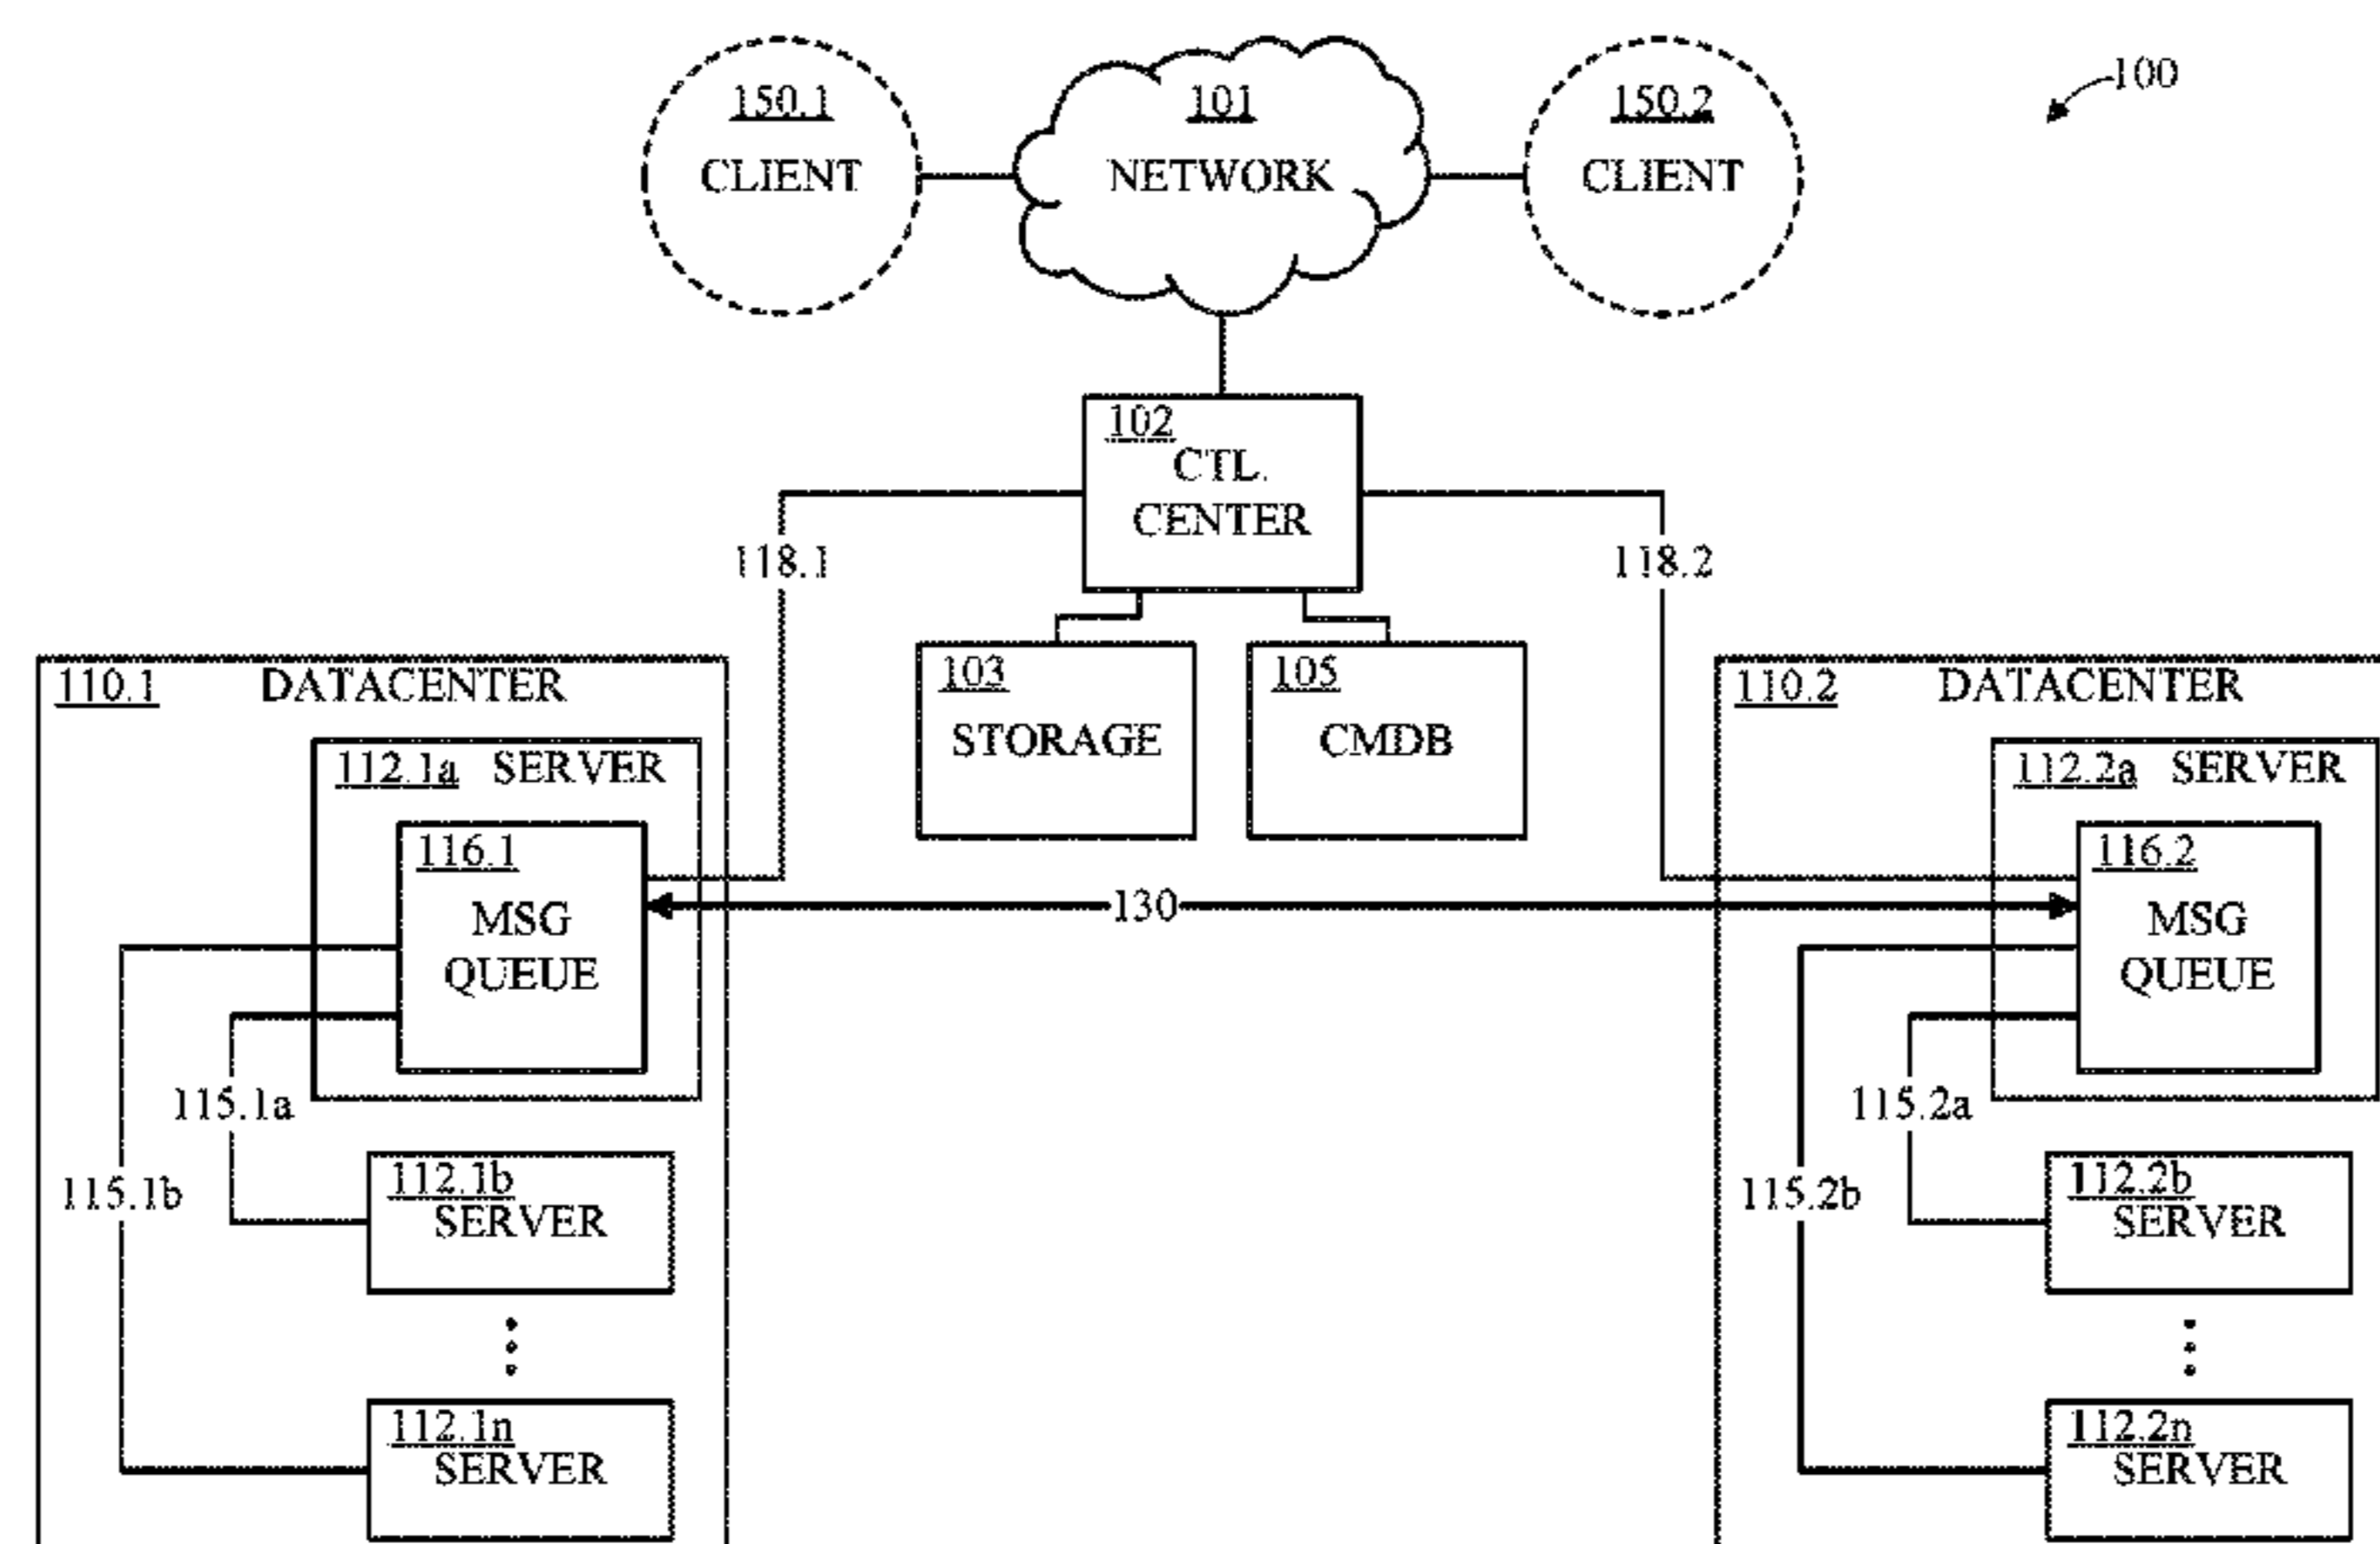 150.1
CLIENT
101
NETWORK
150.2
CLIENT
100
102
CTL.
CENTER
118.1
118.2
103
STORAGE
105
CMDB
110.1 DATACENTER
112.1a SERVER
116.1
MSG
QUEUE
130
115.1a
115.1b
112.1b
SERVER
112.1n
SERVER
110.2 DATACENTER
112.2a SERVER
116.2
MSG
QUEUE
115.2a
115.2b
112.2b
SERVER
112.2n
SERVER